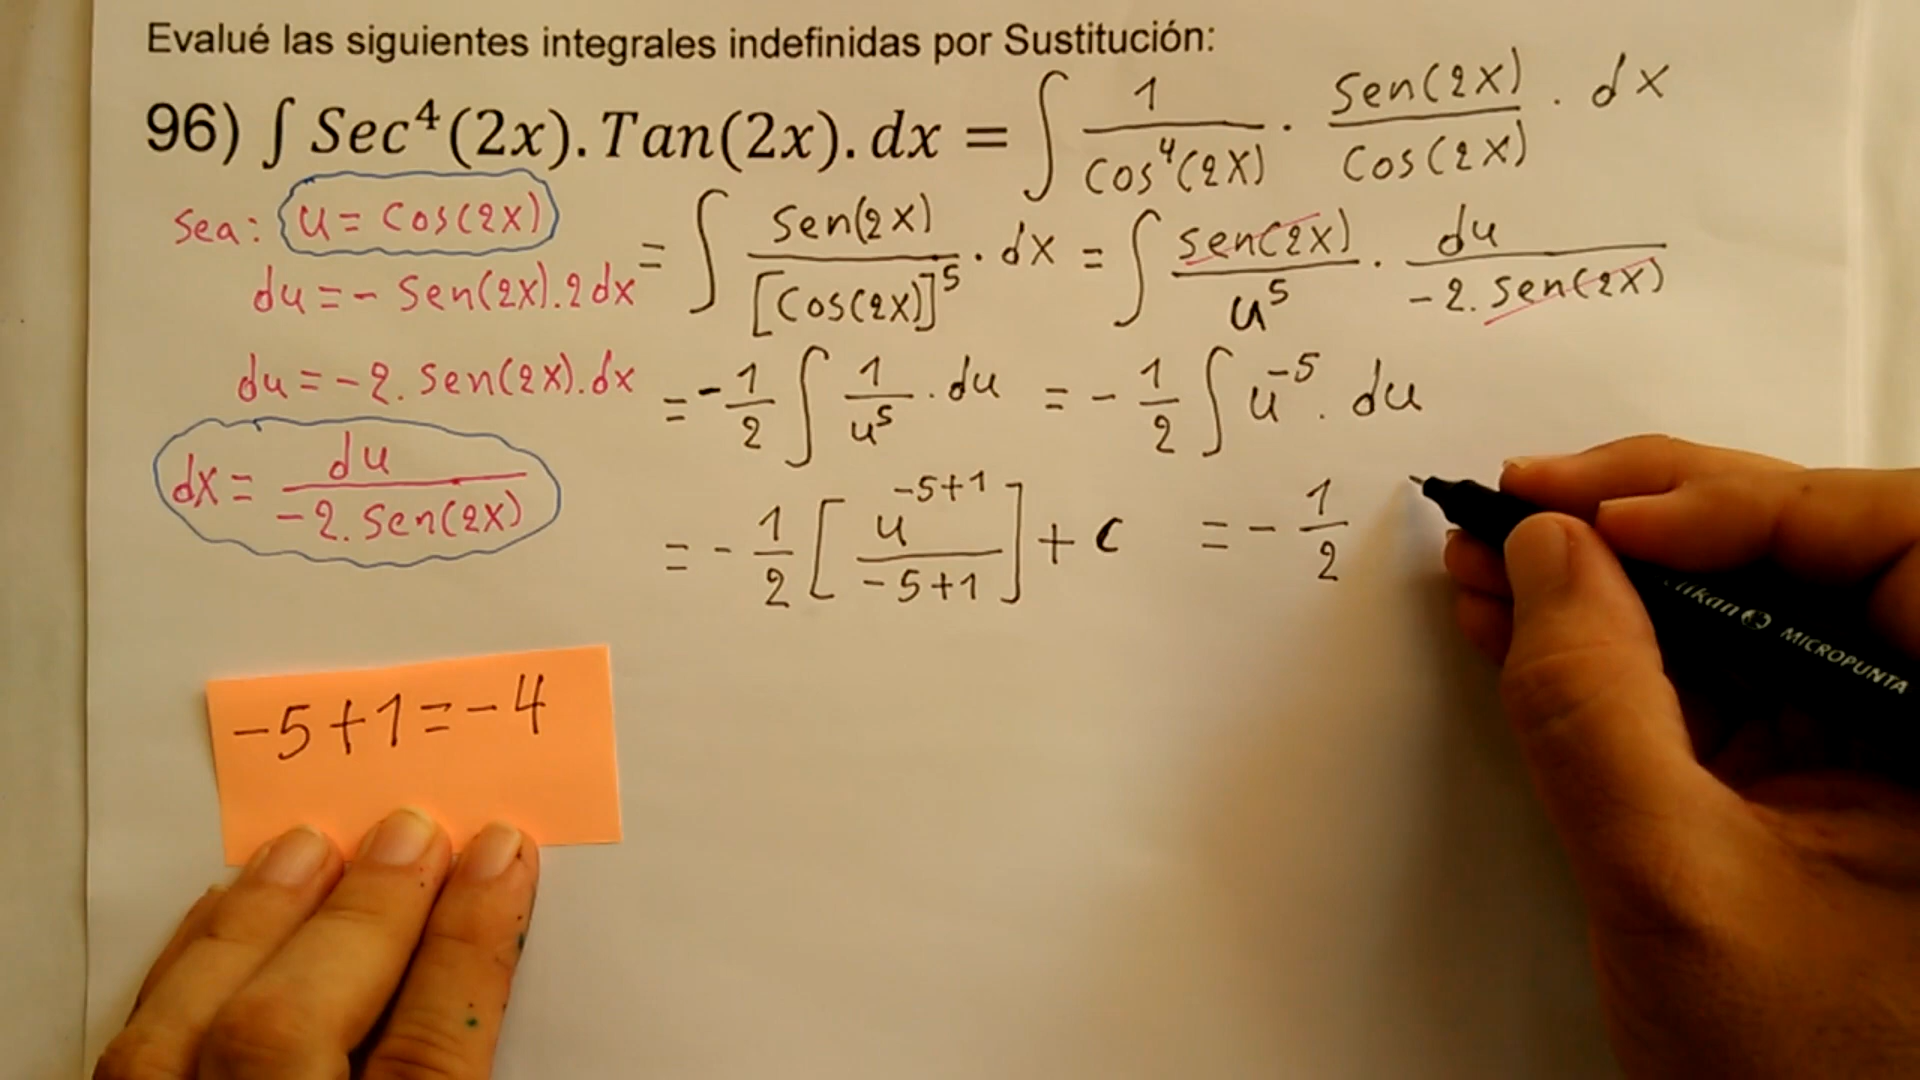 Evalué las siguientes integrales indefinidas por Sustitución:
96) ∫ Sec⁴(2x). Tan(2x). dx = ∫ 1/Cos⁴(2x) · Sen(2x)/Cos(2x) . dx
Sea: u = Cos(2x)
= ∫ Sen(2x)/[Cos(2x)]⁵ . dx = ∫ Sen(2x)/u⁵ . du/-2.Sen(2x)
du = - Sen(2x).2dx
du = -2. Sen(2x).dx
= -1/2 ∫ 1/u⁵ . du = - 1/2 ∫ u⁻⁵ . du
dx = du/-2.Sen(2x)
= - 1/2 [u⁻⁵⁺¹/-5+1] + C = - 1/2
-5+1=-4
MICROPUNTA